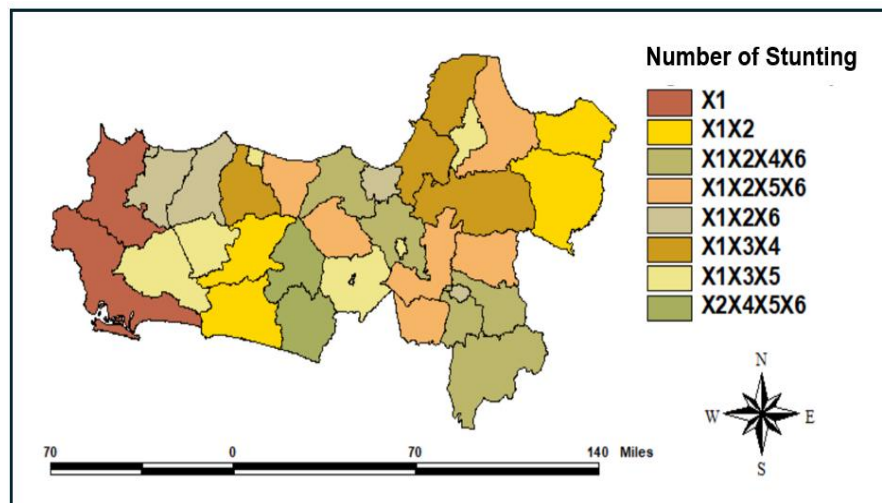 Number of Stunting
X1
X1X2
X1X2X4X6
X1X2X5X6
X1X2X6
X1X3X4
X1X3X5
X2X4X5X6
N
W E
S
70 0 70 140 Miles